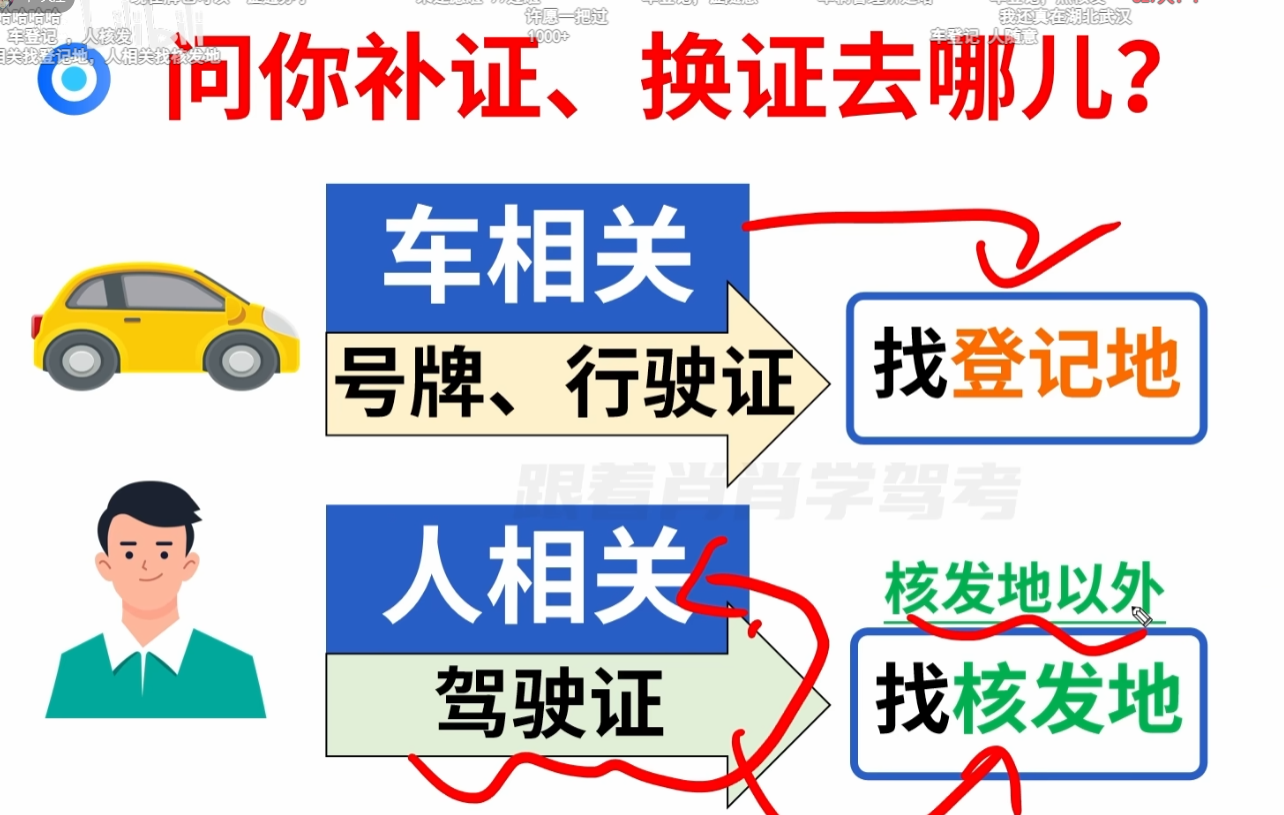 哈哈哈哈
许愿一把过
我还真在湖北武汉
车登记 ，人核发
1000+
车登记 人随意
相关找登记地，人相关找核发地
问你补证、换证去哪儿？
车相关
号牌、行驶证
找登记地
跟着肖肖学驾考
人相关
核发地以外
驾驶证
找核发地